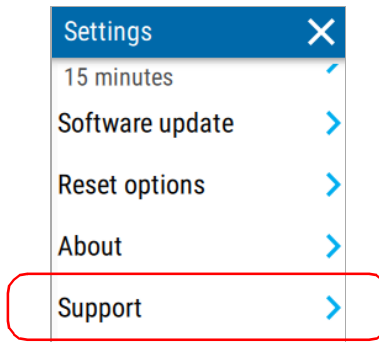 Settings
15 minutes
Software update
Reset options
About
Support